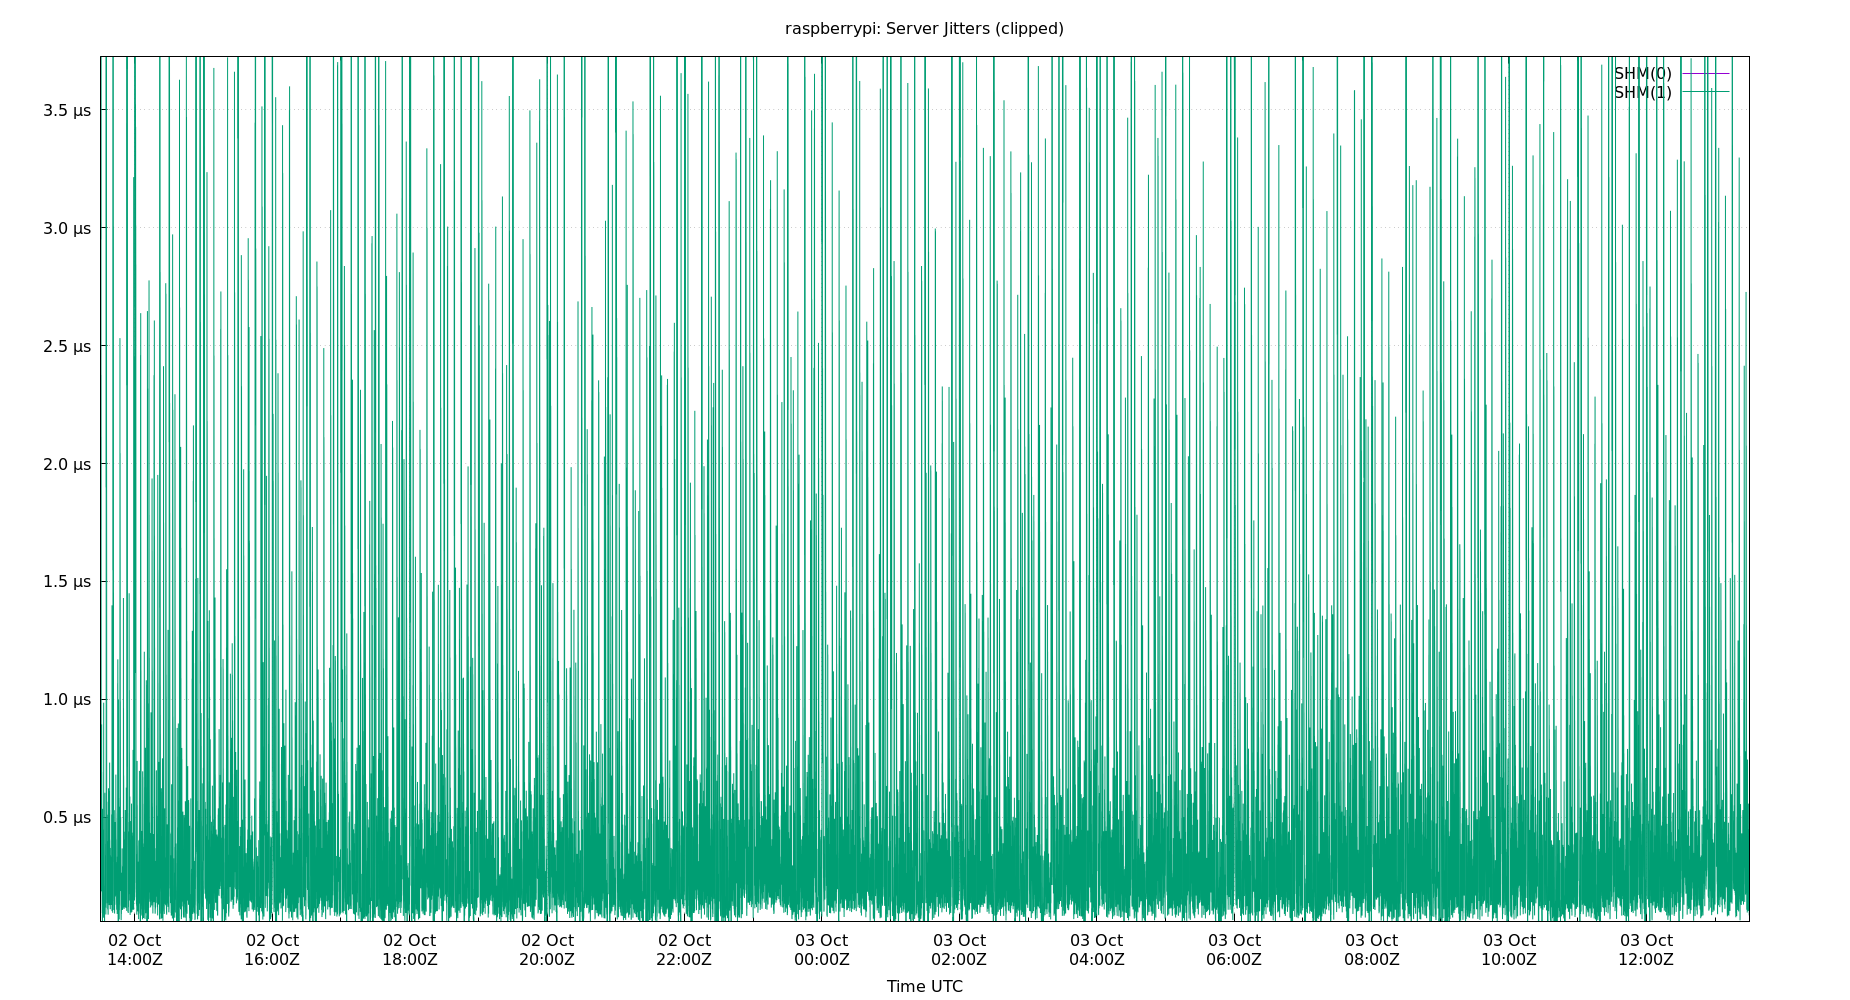 raspberrypi: Server Jitters (clipped)
SHM(0)
SHM(1)
3.5 µs
3.0 µs
2.5 µs
2.0 µs
1.5 µs
1.0 µs
0.5 µs
02 Oct 02 Oct 02 Oct 02 Oct 02 Oct 03 Oct 03 Oct 03 Oct 03 Oct 03 Oct 03 Oct 03 Oct
14:00Z 16:00Z 18:00Z 20:00Z 22:00Z 00:00Z 02:00Z 04:00Z 06:00Z 08:00Z 10:00Z 12:00Z
Time UTC